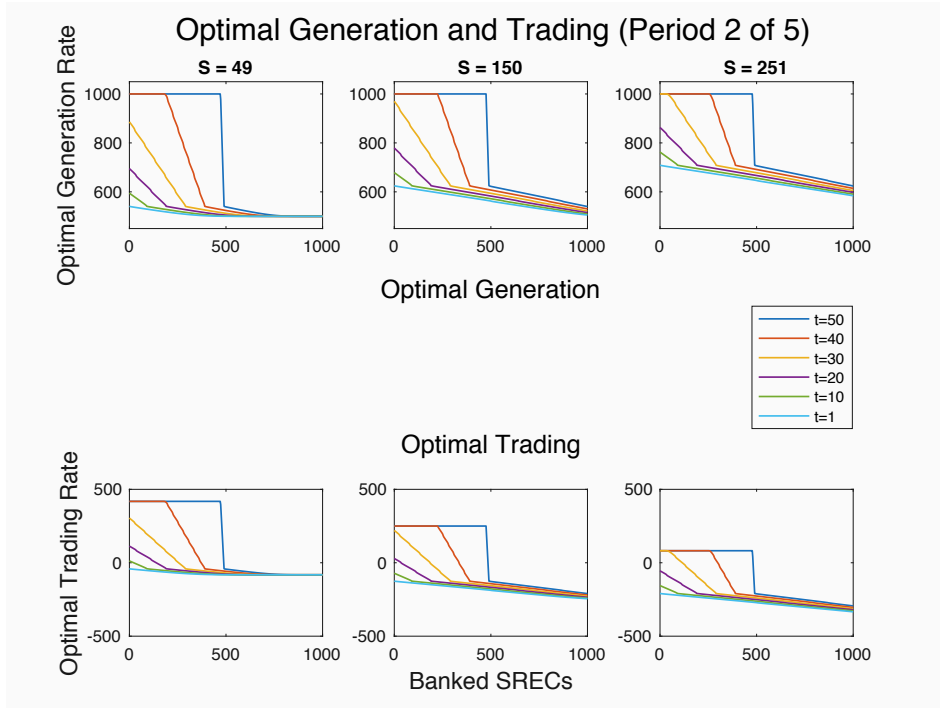 Optimal Generation and Trading (Period 2 of 5)
S = 49
S = 150
S = 251
Optimal Generation Rate
1000
800
600
0
500
1000
1000
800
600
0
500
1000
1000
800
600
0
500
1000
Optimal Generation
t=50
t=40
t=30
t=20
t=10
t=1
Optimal Trading
Optimal Trading Rate
500
0
-500
0
500
1000
500
0
-500
0
500
1000
500
0
-500
0
500
1000
Banked SRECs